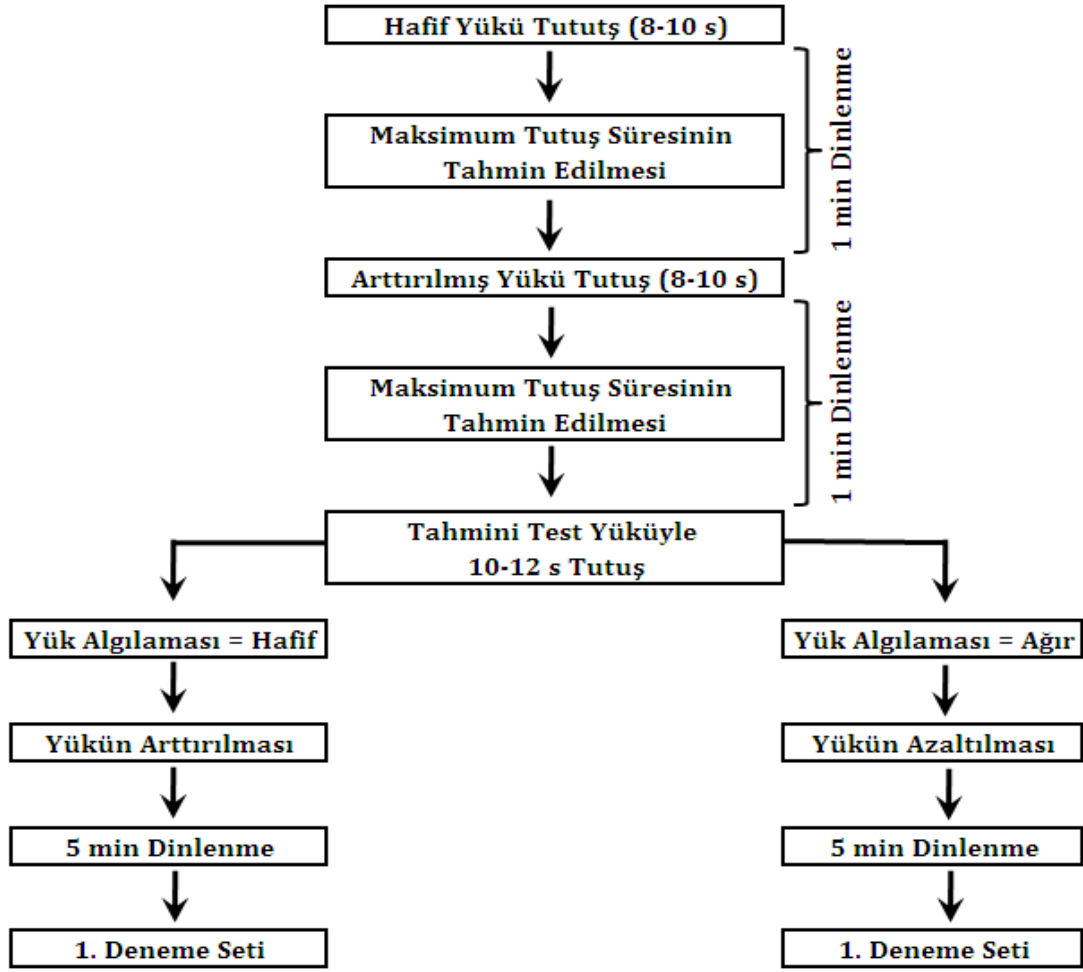 Hafif Yükü Tututş (8-10 s)
1 min Dinlenme
Maksimum Tutuş Süresinin
Tahmin Edilmesi
Arttırılmış Yükü Tutuş (8-10 s)
1 min Dinlenme
Maksimum Tutuş Süresinin
Tahmin Edilmesi
Tahmini Test Yüküyle
10-12 s Tutuş
Yük Algılaması = Hafif
Yükün Arttırılması
5 min Dinlenme
1. Deneme Seti
Yük Algılaması = Ağır
Yükün Azaltılması
5 min Dinlenme
1. Deneme Seti